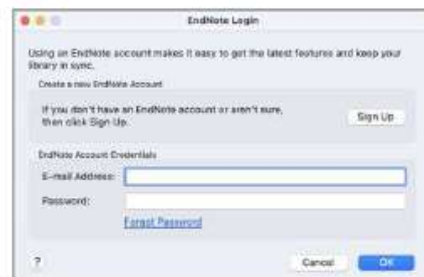 EndNote Login
Using an EndNote account makes it easy to get the latest features and keep your
library in sync.
Create a new EndNote Account
If you don't have an EndNote account or aren't sure,
then click Sign Up.
Sign Up
EndNote Account Credentials
E-mail Address:
Password:
Forgot Password
?
Cancel
OK